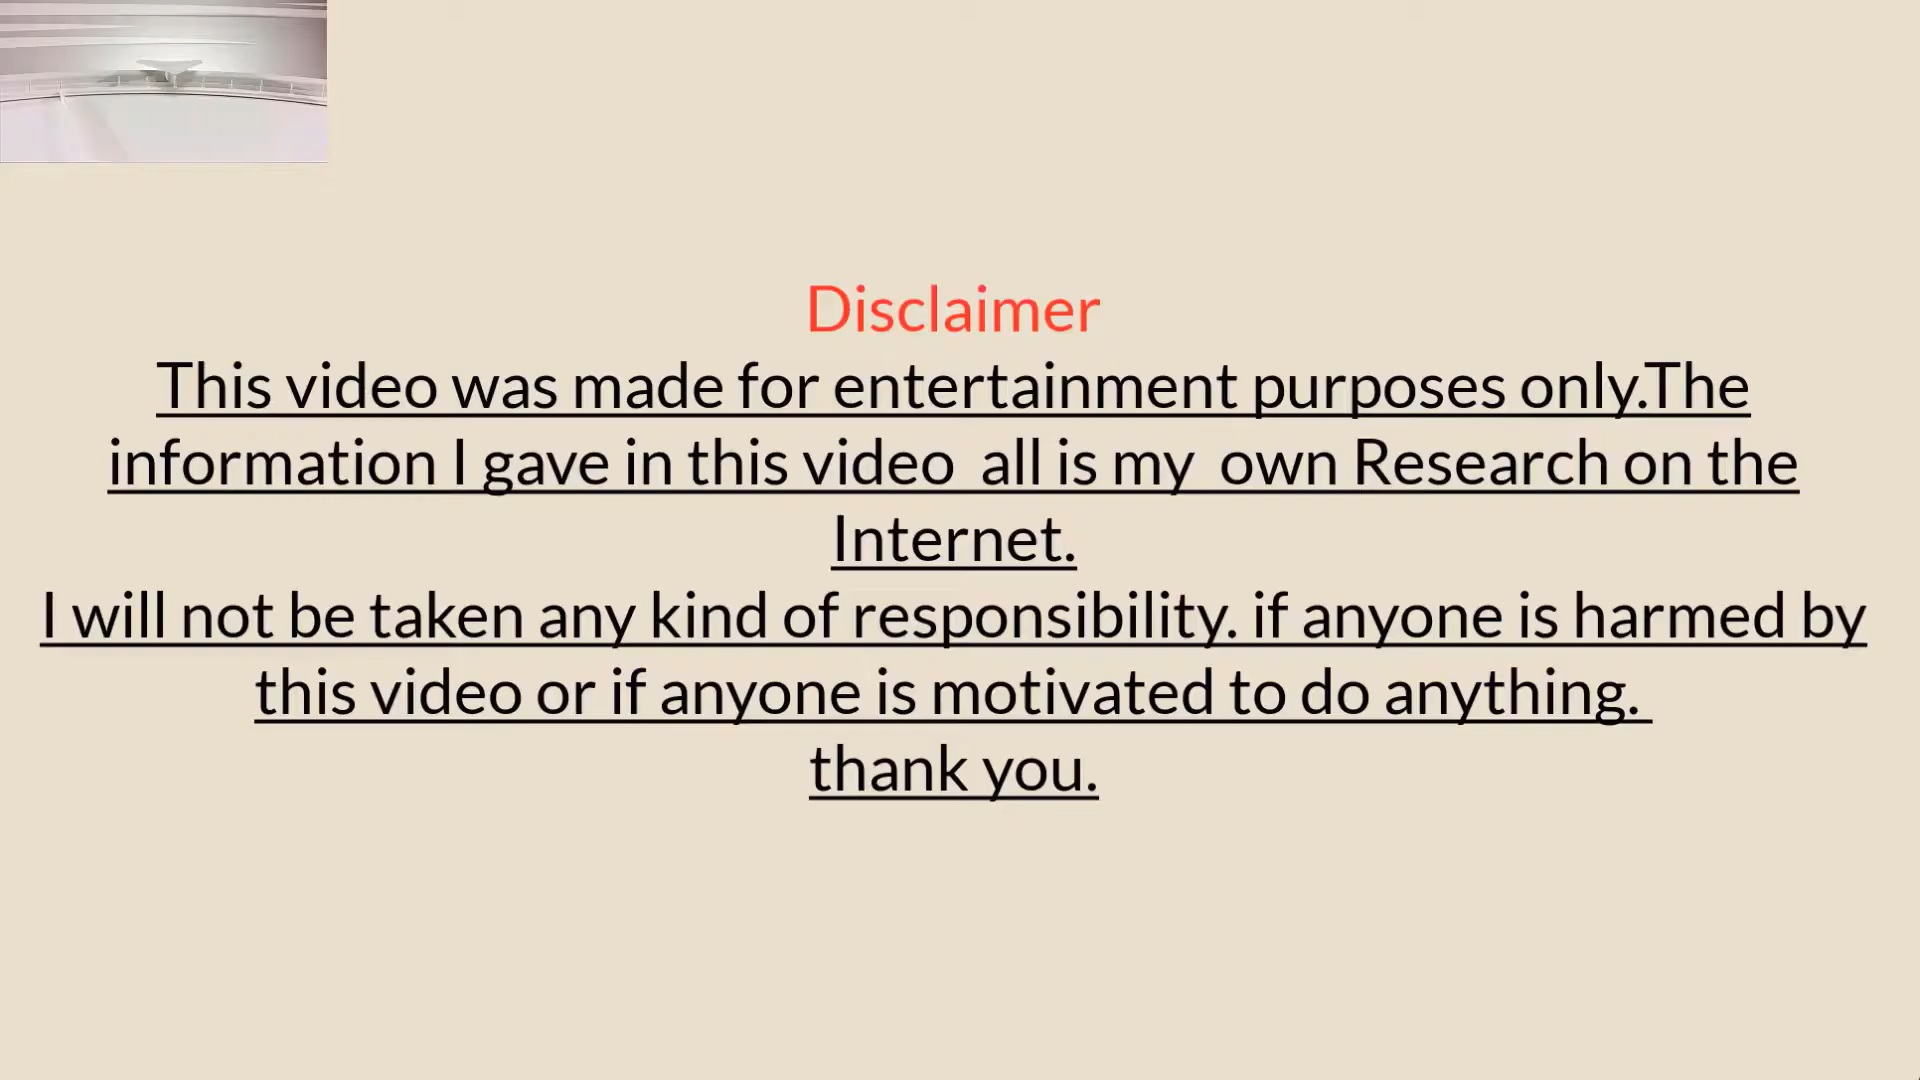 Disclaimer
This video was made for entertainment purposes only.The
information I gave in this video  all is my  own Research on the
Internet.
I will not be taken any kind of responsibility. if anyone is harmed by
this video or if anyone is motivated to do anything.
thank you.